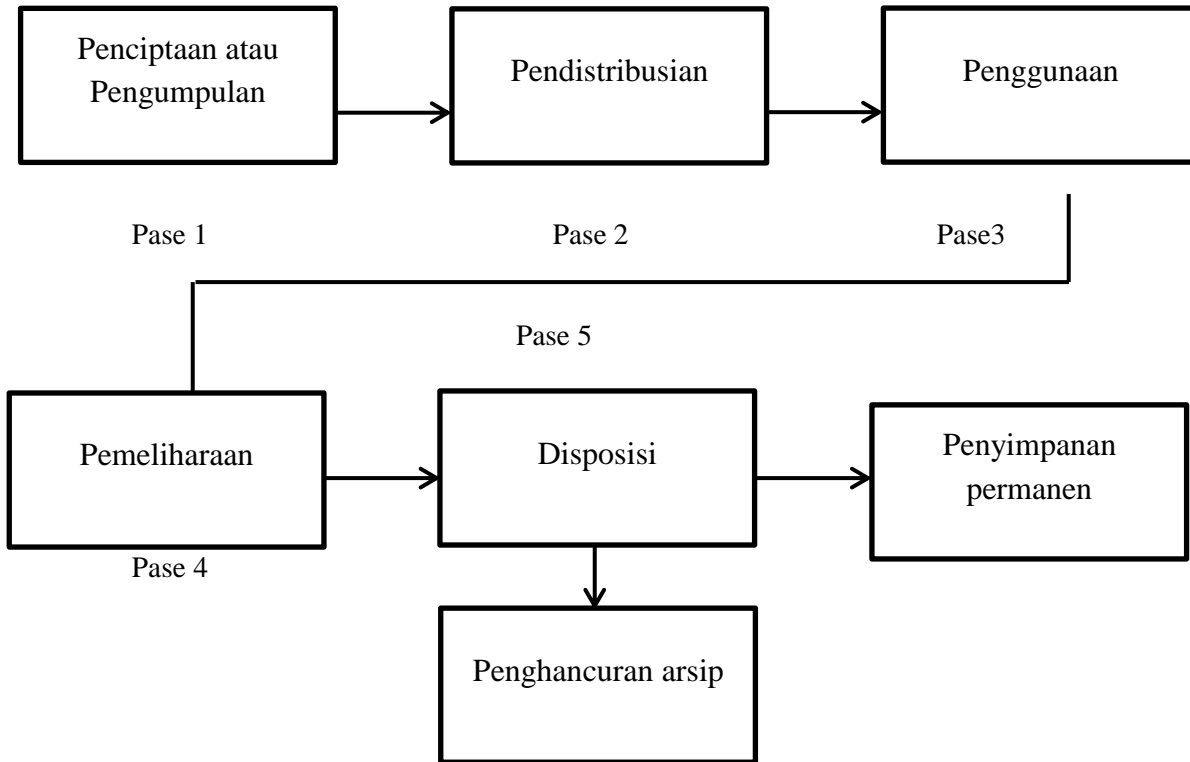 Penciptaan atau
Pengumpulan
Pendistribusian
Penggunaan
Pase 1
Pase 2
Pase3
Pase 5
Pemeliharaan
Disposisi
Penyimpanan
permanen
Pase 4
Penghancuran arsip